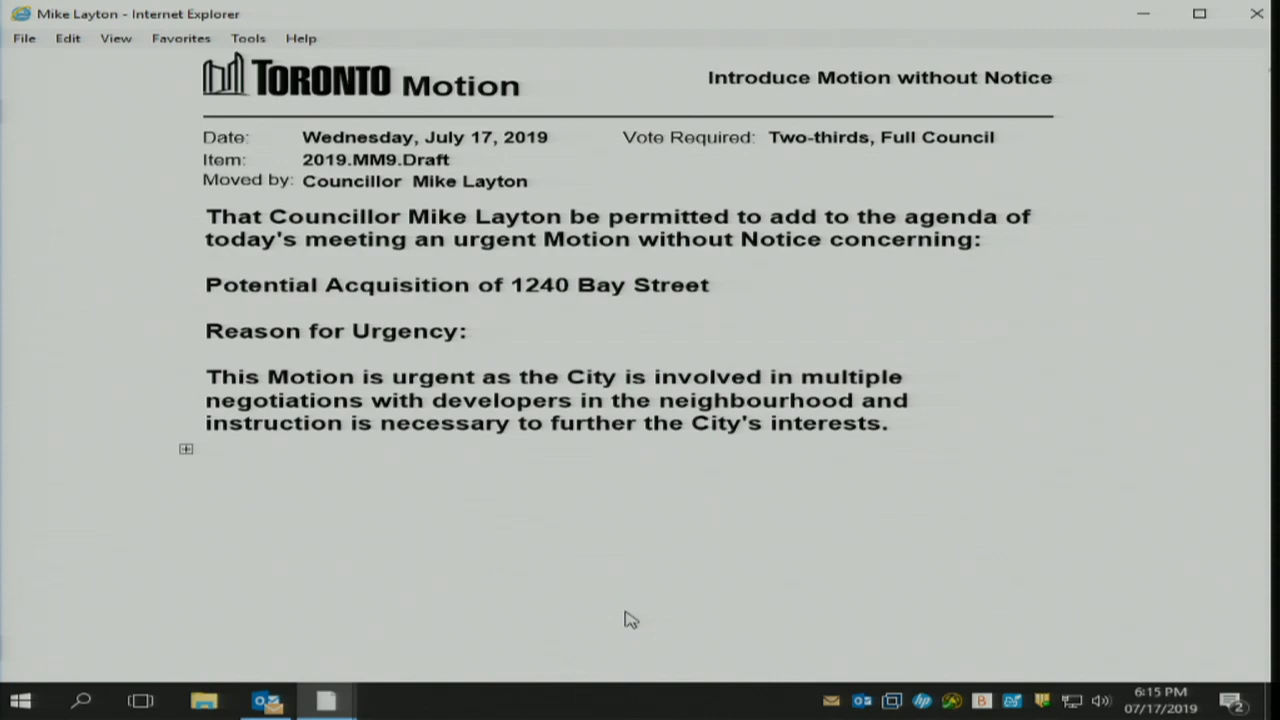 Mike Layton - Internet Explorer
File Edit View Favorites Tools Help
TORONTO Motion
Introduce Motion without Notice
Date: Wednesday, July 17, 2019 Vote Required: Two-thirds, Full Council
Item: 2019.MM9.Draft
Moved by: Councillor Mike Layton
That Councillor Mike Layton be permitted to add to the agenda of
today's meeting an urgent Motion without Notice concerning:
Potential Acquisition of 1240 Bay Street
Reason for Urgency:
This Motion is urgent as the City is involved in multiple
negotiations with developers in the neighbourhood and
instruction is necessary to further the City's interests.
6:15 PM
07/17/2019
2